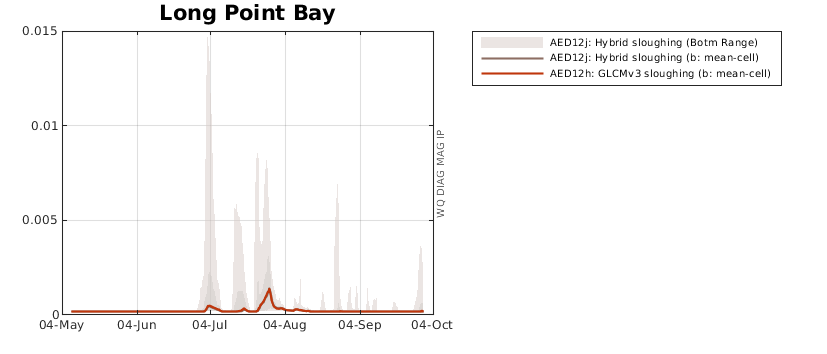 Long Point Bay
0.015
0.01
0.005
0
04-May
04-Jun
04-Jul
04-Aug
04-Sep
04-Oct
WQ DIAG MAG IP
AED12j: Hybrid sloughing (Botm Range)
AED12j: Hybrid sloughing (b: mean-cell)
AED12h: GLCMv3 sloughing (b: mean-cell)